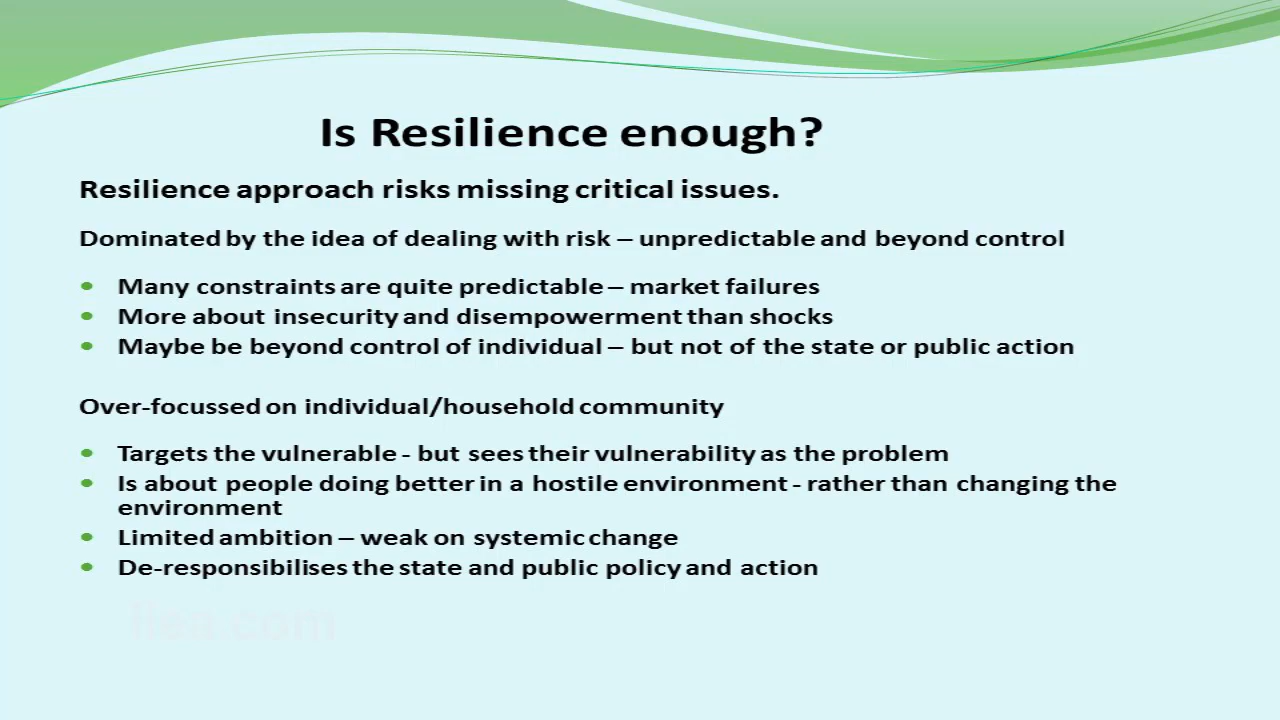 Is Resilience enough?
Resilience approach risks missing critical issues.
Dominated by the idea of dealing with risk – unpredictable and beyond control
• Many constraints are quite predictable – market failures
• More about insecurity and disempowerment than shocks
• Maybe be beyond control of individual – but not of the state or public action
Over-focussed on individual/household community
• Targets the vulnerable - but sees their vulnerability as the problem
• Is about people doing better in a hostile environment - rather than changing the
environment
• Limited ambition – weak on systemic change
• De-responsibilises the state and public policy and action